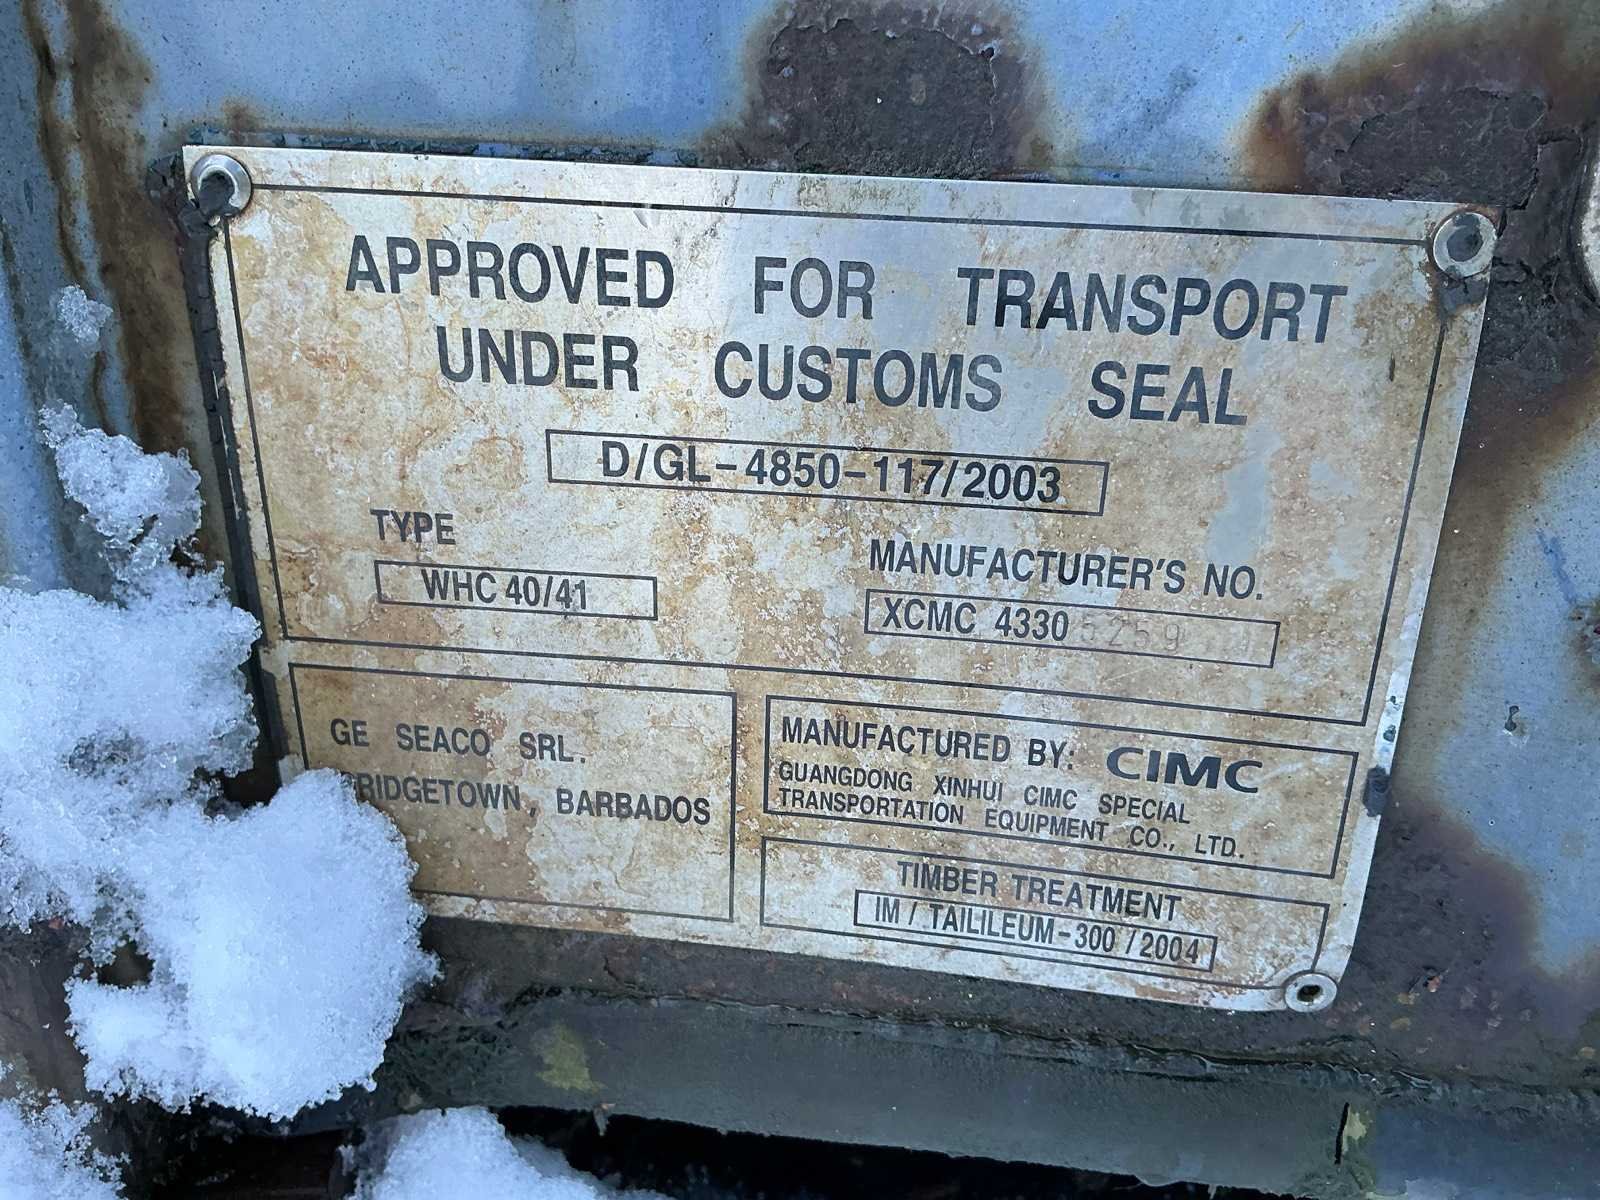 APPROVED FOR TRANSPORT
UNDER CUSTOMS SEAL
D/GL-4850-117/2003
TYPE
WHC 40/41
MANUFACTURER'S NO.
XCMC 4330 5259
GE SEACO SRL.
BRIDGETOWN, BARBADOS
MANUFACTURED BY: CIMC
GUANGDONG XINHUI CIMC SPECIAL
TRANSPORTATION EQUIPMENT CO., LTD.
TIMBER TREATMENT
IM / TAILILEUM-300 /2004